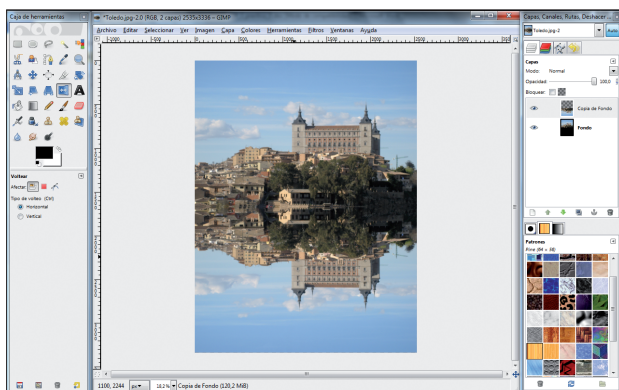 Caja de herramientas
*Toledo.jpg-2.0 (RGB, 2 capas) 2535x3336 – GIMP
Capas, Canales, Rutas, Deshacer ...
Archivo Editar Seleccionar Ver Imagen Capa Colores Herramientas Filtros Ventanas Ayuda
Toledo.jpg-2
Auto
Capas
Modo: Normal
Opacidad 100,0
Bloquear:
Copia de Fondo
Fondo
Voltear
Afectar:
Tipo de volteo (Ctrl)
Horizontal
Vertical
Patrones
Pine (64 × 56)
1100, 2244 px 18,2% Copia de Fondo (120,2 MiB)